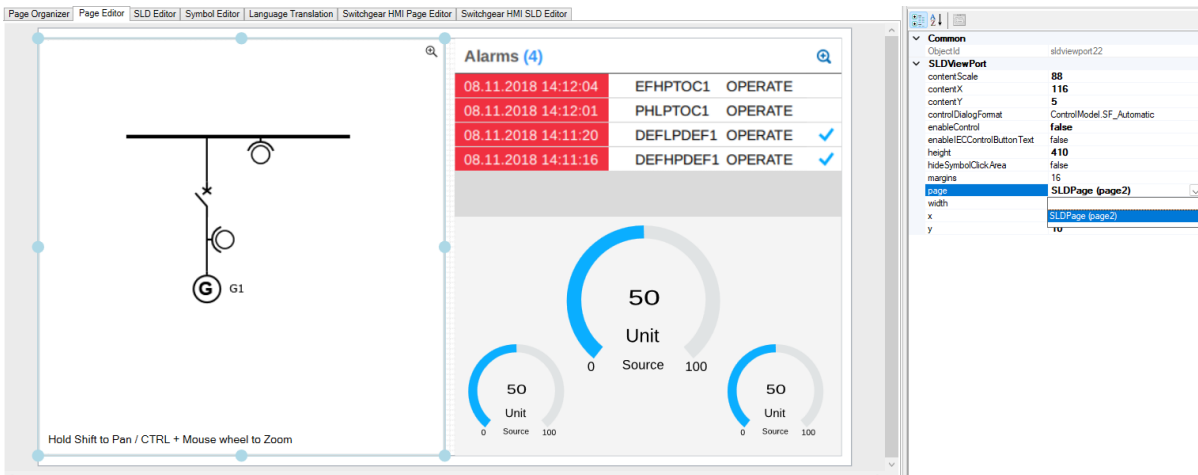 Page Organizer Page Editor SLD Editor Symbol Editor Language Translation Switchgear HMI Page Editor Switchgear HMI SLD Editor
G G1
Hold Shift to Pan / CTRL + Mouse wheel to Zoom
Alarms (4)
08.11.2018 14:12:04 EFHPTOC1 OPERATE
08.11.2018 14:12:01 PHLPTOC1 OPERATE
08.11.2018 14:11:20 DEFLPDEF1 OPERATE
08.11.2018 14:11:16 DEFHPDEF1 OPERATE
50
Unit
0 Source 100
50
Unit
0 Source 100
50
Unit
0 Source 100
Common
ObjectId sldviewport22
SLDViewPort
contentScale 88
contentX 116
contentY 5
controlDialogFormat ControlModel.SF_Automatic
enableControl false
enableIECControlButtonText false
height 410
hideSymbolClickArea false
margins 16
page SLDPage (page2)
width
x SLDPage (page2)
y 10